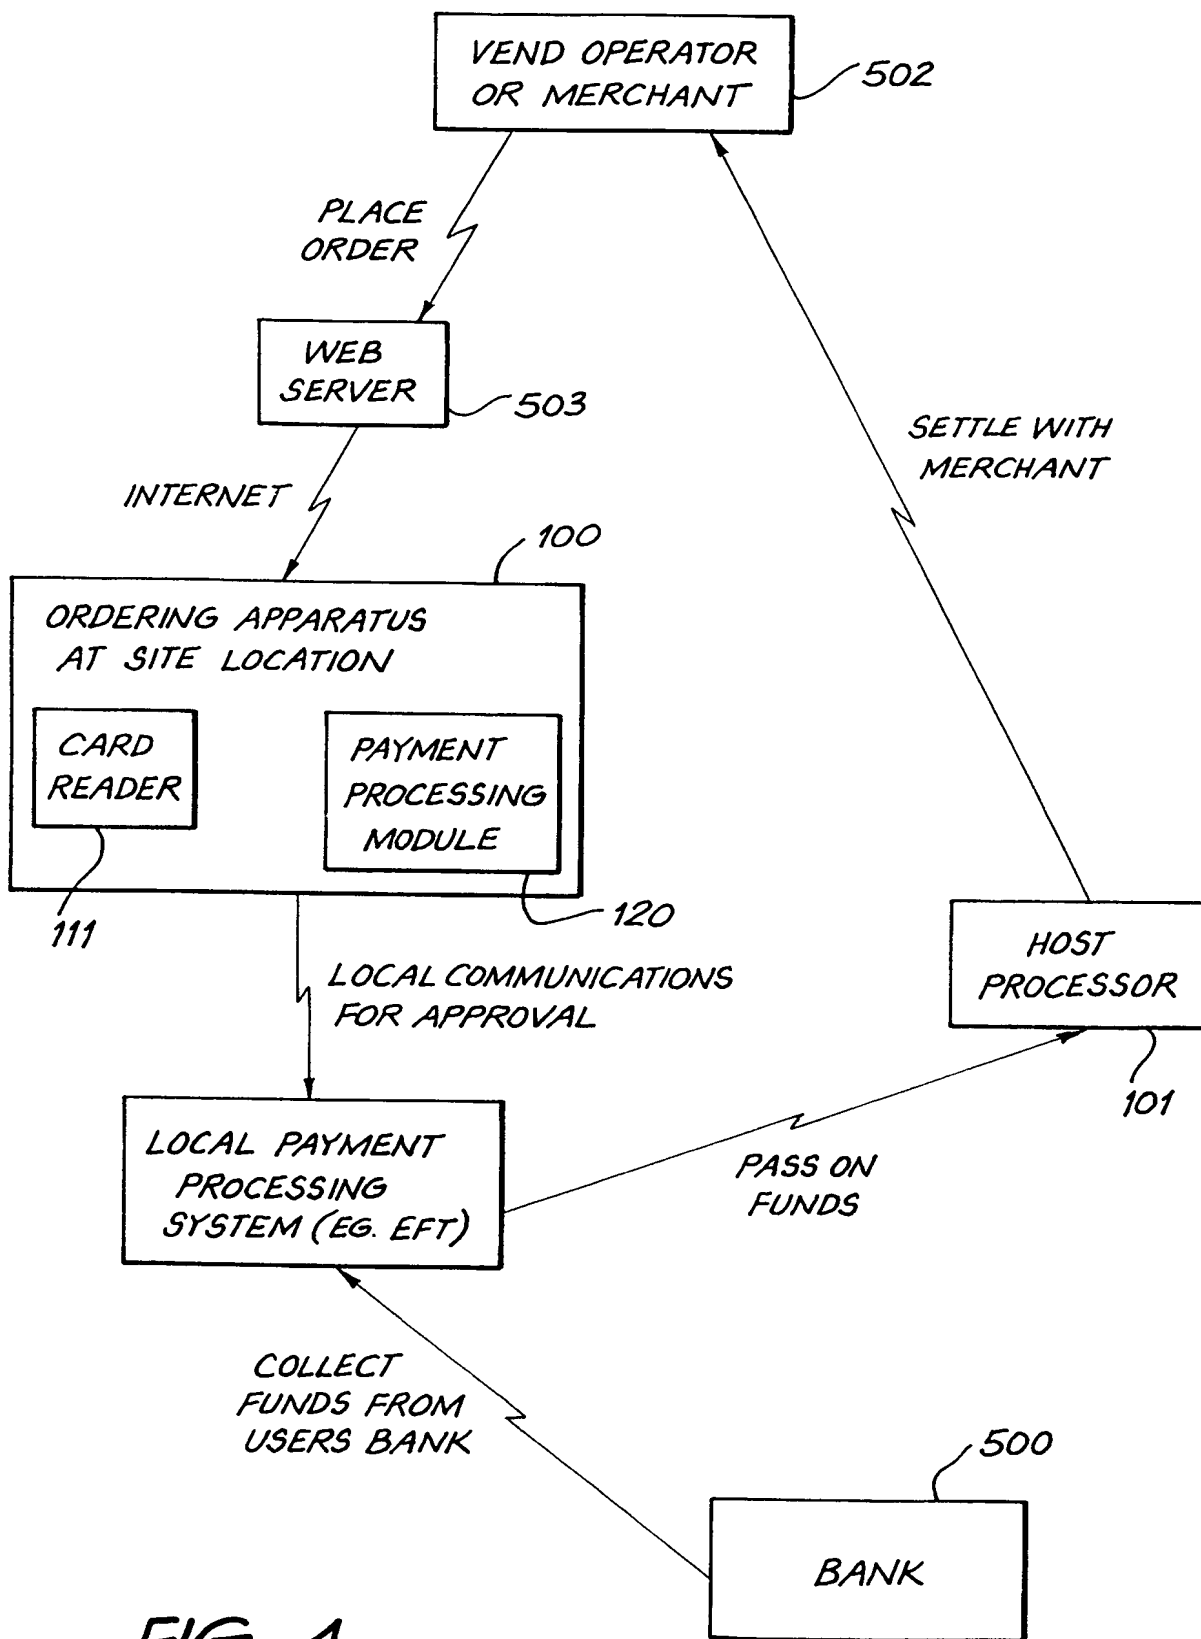 VEND OPERATOR
OR MERCHANT
502
PLACE
ORDER
WEB
SERVER
503
SETTLE WITH
MERCHANT
INTERNET
100
ORDERING APPARATUS
AT SITE LOCATION
CARD
READER
PAYMENT
PROCESSING
MODULE
111
120
HOST
PROCESSOR
101
LOCAL COMMUNICATIONS
FOR APPROVAL
LOCAL PAYMENT
PROCESSING
SYSTEM (EG. EFT)
PASS ON
FUNDS
COLLECT
FUNDS FROM
USERS BANK
500
BANK